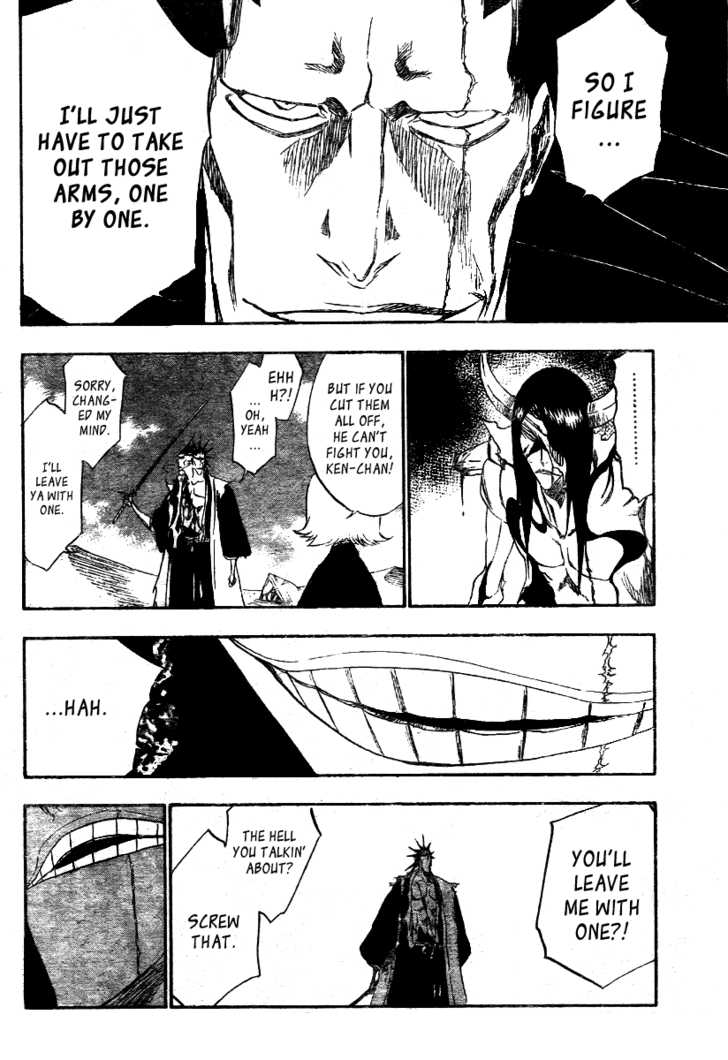 SO I
FIGURE
...
I'LL JUST
HAVE TO TAKE
OUT THOSE
ARMS, ONE
BY ONE.
.........
.........
BUT IF YOU
CUT THEM
ALL OFF,
HE CAN'T
FIGHT YOU,
KEN-CHAN!
EHH
H?!
...
OH,
YEAH
...
SORRY,
CHANG-
ED MY
MIND.
I'LL
LEAVE
YA WITH
ONE.
...HAH.
YOU'LL
LEAVE
ME WITH
ONE?!
THE HELL
YOU TALKIN'
ABOUT?
SCREW
THAT.